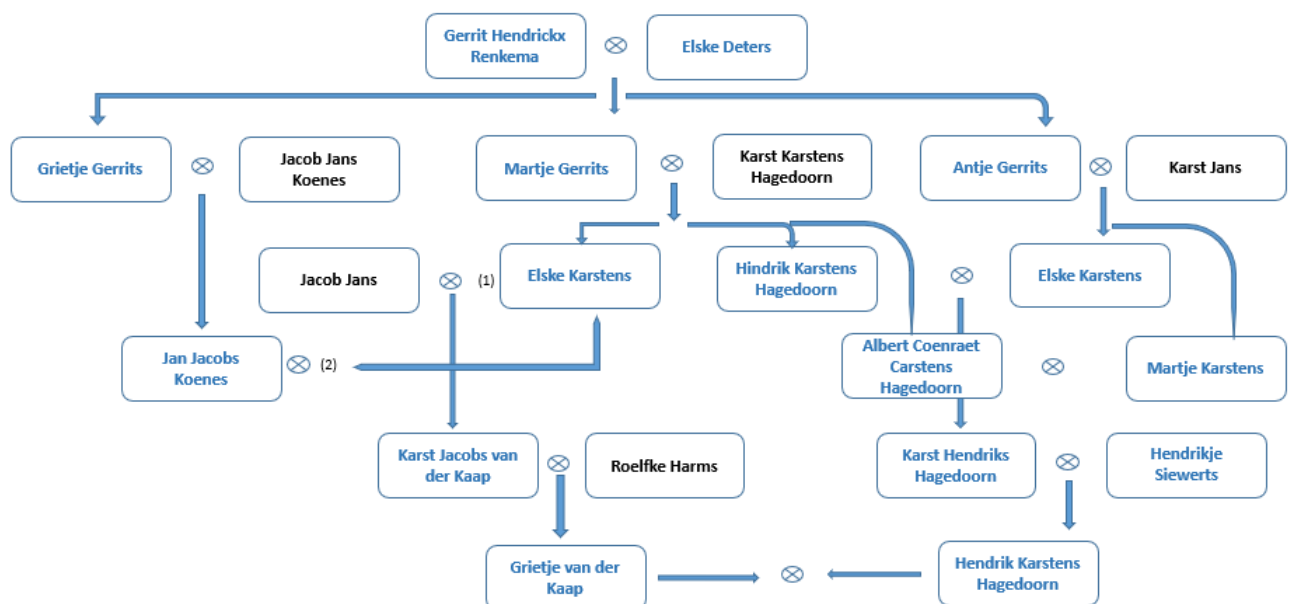 Gerrit Hendrickx
Renkema
Elske Deters
Grietje Gerrits
Jacob Jans
Koenes
Martje Gerrits
Karst Karstens
Hagedoorn
Antje Gerrits
Karst Jans
Jacob Jans
(1)
Elske Karstens
Hindrik Karstens
Hagedoorn
Elske Karstens
Jan Jacobs
Koenes
(2)
Albert Coenraet
Carstens
Hagedoorn
Martje Karstens
Karst Jacobs van
der Kaap
Roelfke Harms
Karst Hendriks
Hagedoorn
Hendrikje
Siewerts
Grietje van der
Kaap
Hendrik Karstens
Hagedoorn